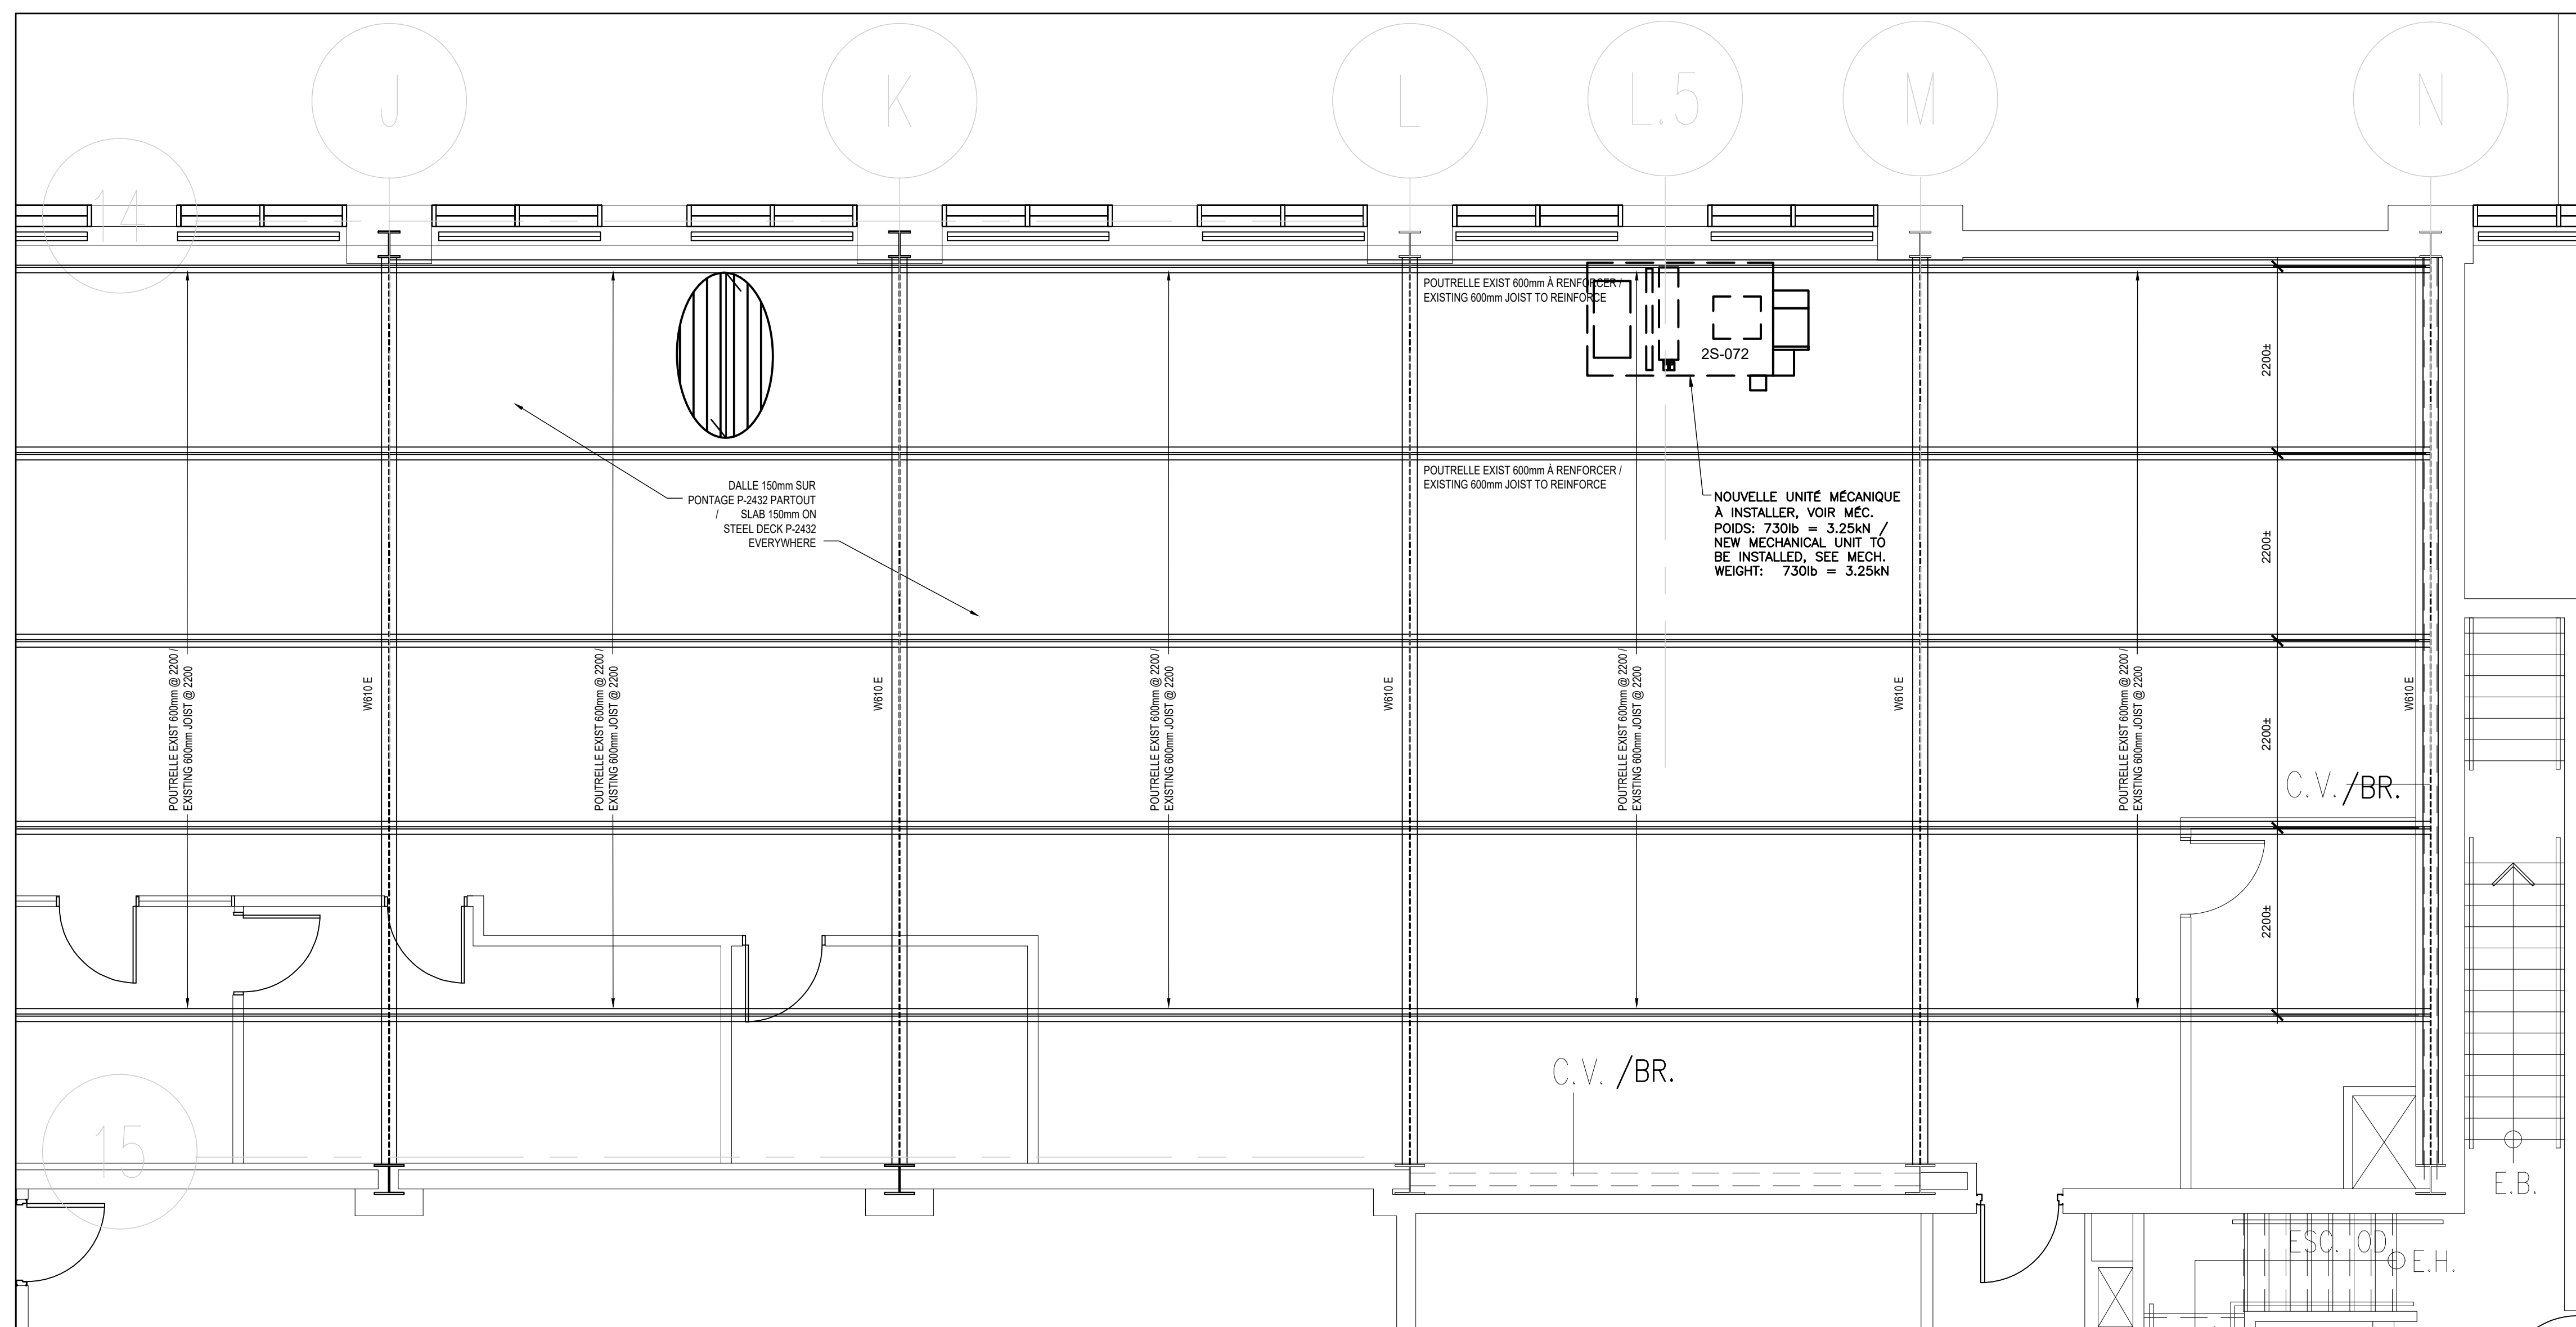 J
K
L
L.5
M
N
14
POUTRELLE EXIST 600mm À RENFORCER /
EXISTING 600mm JOIST TO REINFORCE
2S-072
2200±
DALLE 150mm SUR
PONTAGE P-2432 PARTOUT
/ SLAB 150mm ON
STEEL DECK P-2432
EVERYWHERE
POUTRELLE EXIST 600mm À RENFORCER /
EXISTING 600mm JOIST TO REINFORCE
NOUVELLE UNITÉ MÉCANIQUE
À INSTALLER, VOIR MÉC.
POIDS: 730lb = 3.25kN /
NEW MECHANICAL UNIT TO
BE INSTALLED, SEE MECH.
WEIGHT: 730lb = 3.25kN
2200±
POUTRELLE EXIST 600mm @ 2200 /
EXISTING 600mm JOIST @ 2200
W610 E
POUTRELLE EXIST 600mm @ 2200 /
EXISTING 600mm JOIST @ 2200
W610 E
POUTRELLE EXIST 600mm @ 2200 /
EXISTING 600mm JOIST @ 2200
W610 E
POUTRELLE EXIST 600mm @ 2200 /
EXISTING 600mm JOIST @ 2200
W610 E
POUTRELLE EXIST 600mm @ 2200 /
EXISTING 600mm JOIST @ 2200
2200±
W610 E
C.V. /BR.
2200±
C.V. /BR.
15
E.B.
ESC. OD
E.H.